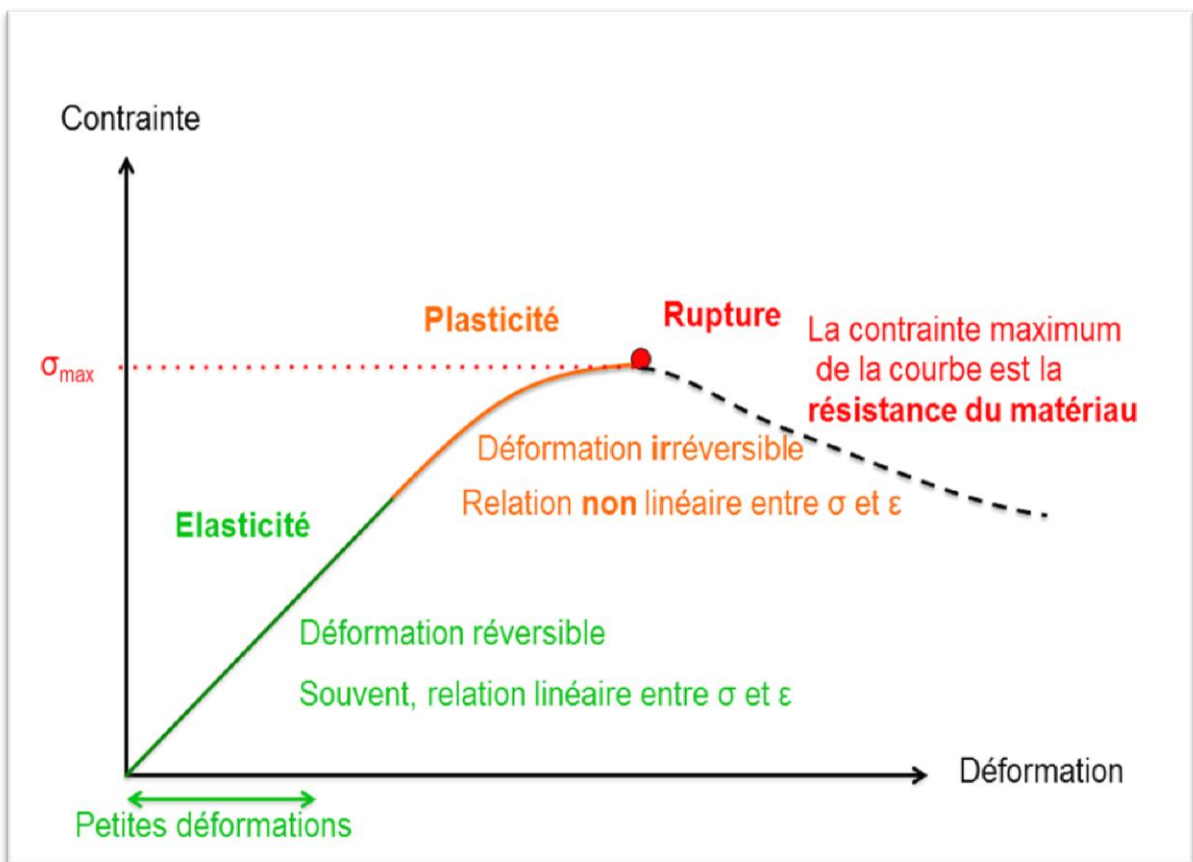 Contrainte
Plasticité
Rupture
La contrainte maximum
de la courbe est la
résistance du matériau
σmax
Déformation irréversible
Relation non linéaire entre σ et ε
Elasticité
Déformation réversible
Souvent, relation linéaire entre σ et ε
Déformation
Petites déformations